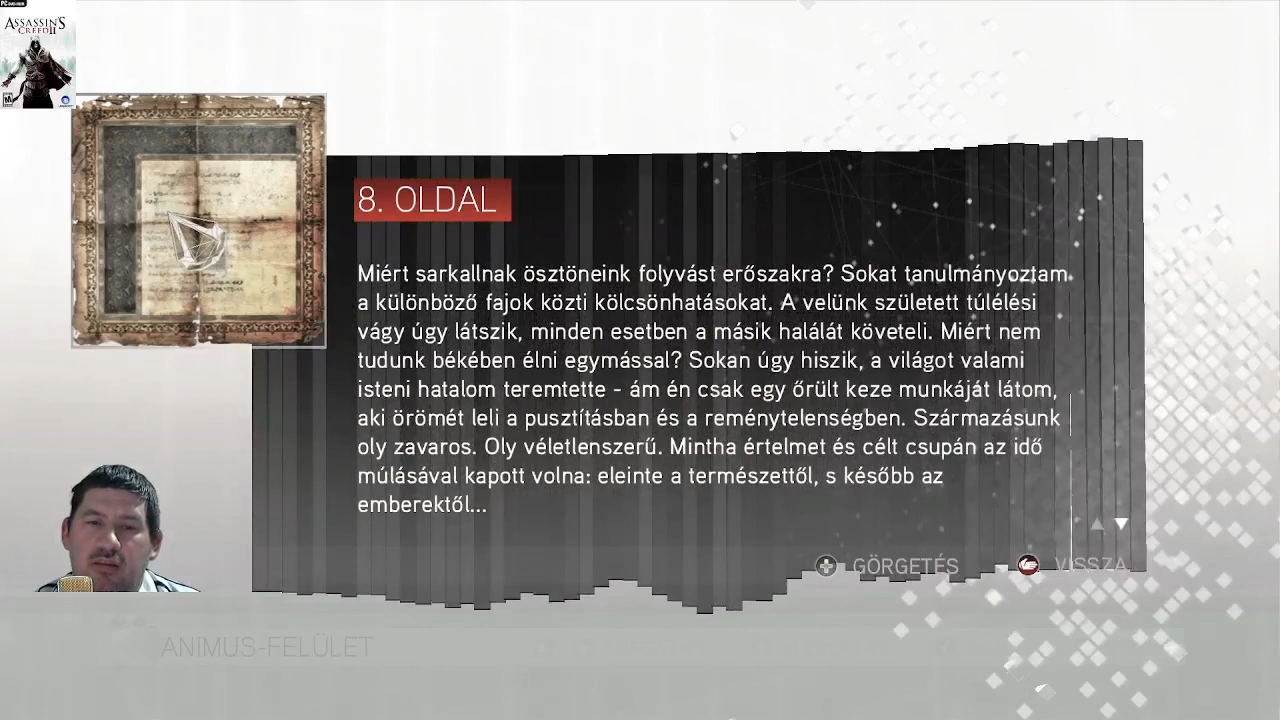 ASSASSIN'S
CREED II
8. OLDAL
Miért sarkallnak ösztöneink folyvást erőszakra? Sokat tanulmányoztam
a különböző fajok közti kölcsönhatásokat. A velünk született túlélési
vágy úgy látszik, minden esetben a másik halálát követeli. Miért nem
tudunk békében élni egymással? Sokan úgy hiszik, a világot valami
isteni hatalom teremtette - ám én csak egy őrült keze munkáját látom,
aki örömét leli a pusztításban és a reménytelenségben. Származásunk
oly zavaros. Oly véletlenszerű. Mintha értelmet és célt csupán az idő
múlásával kapott volna: eleinte a természettől, s később az
emberektől...
GÖRGETÉS
VISSZA
ANIMUS-FELÜLET